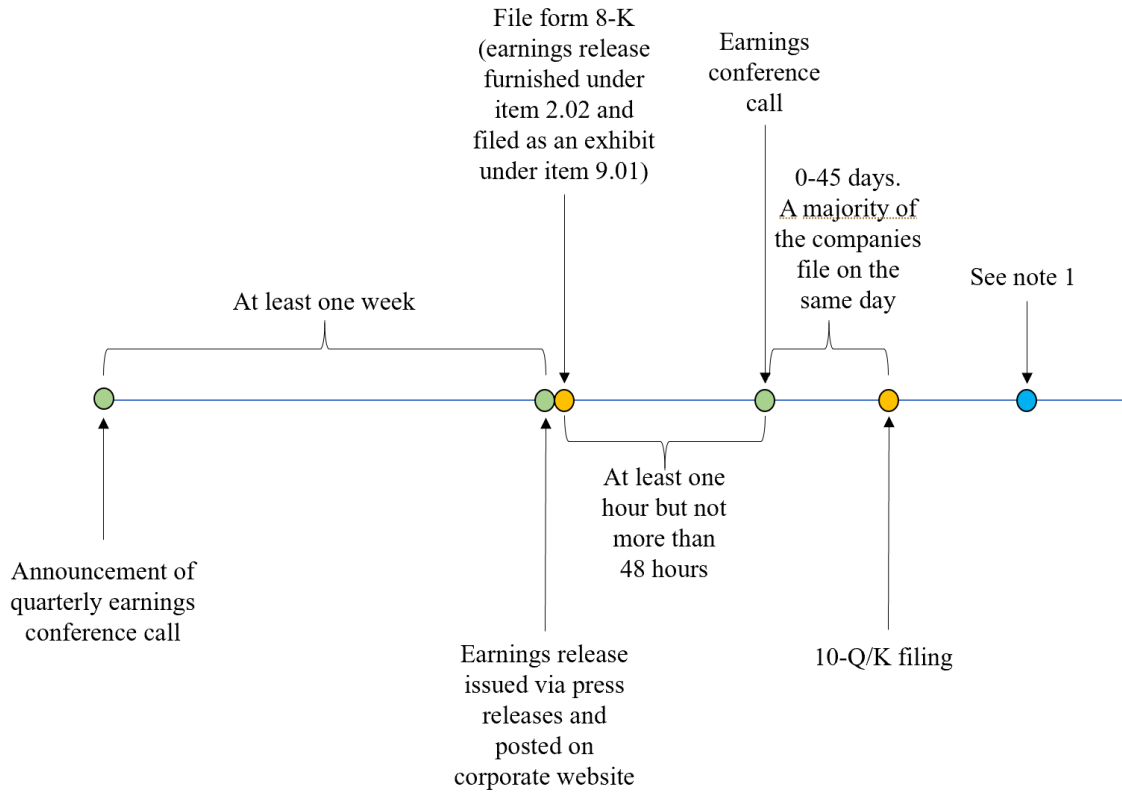 File form 8-K
(earnings release
furnished under
item 2.02 and
filed as an exhibit
under item 9.01)
Earnings
conference
call
0-45 days.
A majority of
the companies
file on the
same day
See note 1
At least one week
At least one
hour but not
more than
48 hours
Announcement of
quarterly earnings
conference call
Earnings release
issued via press
releases and
posted on
corporate website
10-Q/K filing